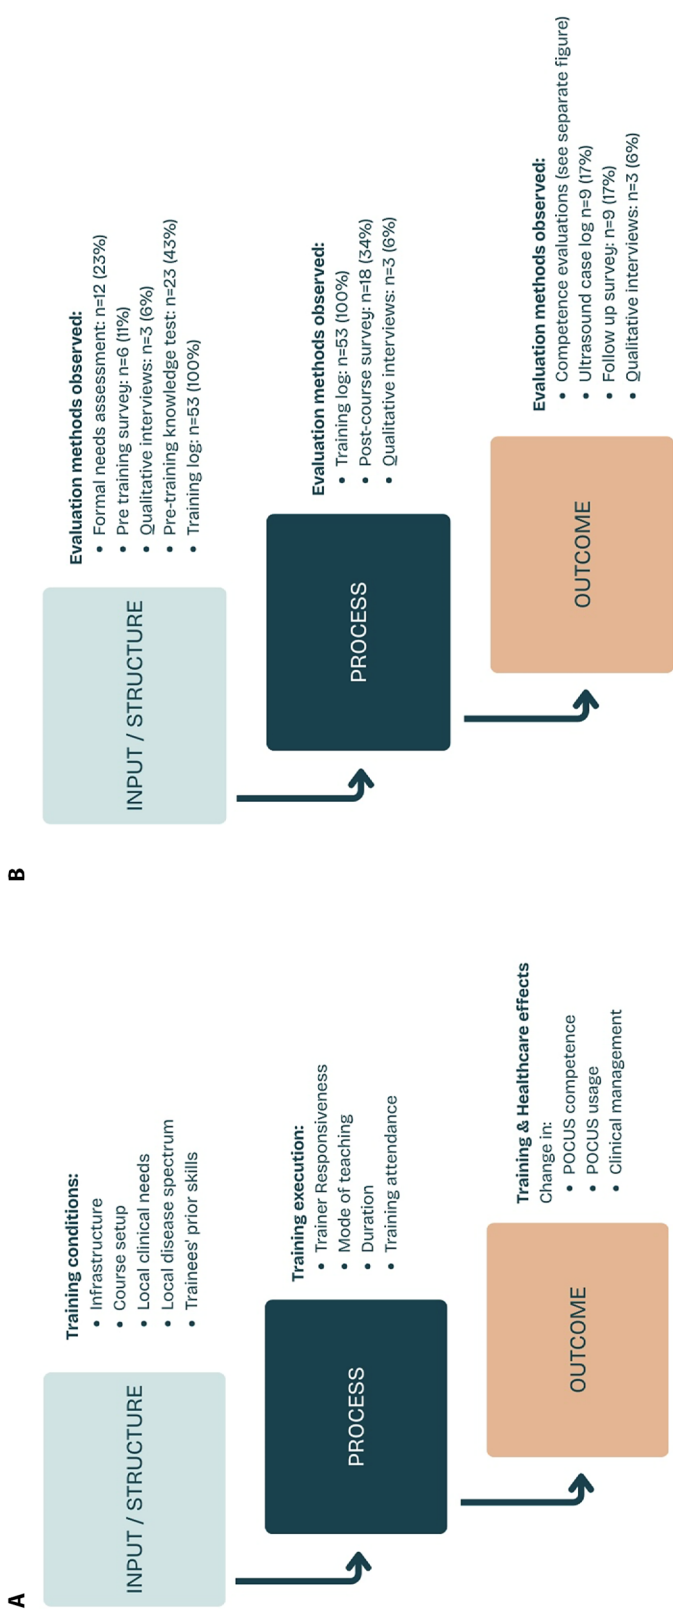 A
INPUT / STRUCTURE
Training conditions:
• Infrastructure
• Course setup
• Local clinical needs
• Local disease spectrum
• Trainees' prior skills
PROCESS
Training execution:
• Trainer Responsiveness
• Mode of teaching
• Duration
• Training attendance
OUTCOME
Training & Healthcare effects
Change in:
• POCUS competence
• POCUS usage
• Clinical management
B
INPUT / STRUCTURE
Evaluation methods observed:
• Formal needs assessment: n=12 (23%)
• Pre training survey: n=6 (11%)
• Qualitative interviews: n=3 (6%)
• Pre-training knowledge test: n=23 (43%)
• Training log: n=53 (100%)
PROCESS
Evaluation methods observed:
• Training log: n=53 (100%)
• Post-course survey: n=18 (34%)
• Qualitative interviews: n=3 (6%)
OUTCOME
Evaluation methods observed:
• Competence evaluations (see separate figure)
• Ultrasound case log n=9 (17%)
• Follow up survey: n=9 (17%)
• Qualitative interviews: n=3 (6%)